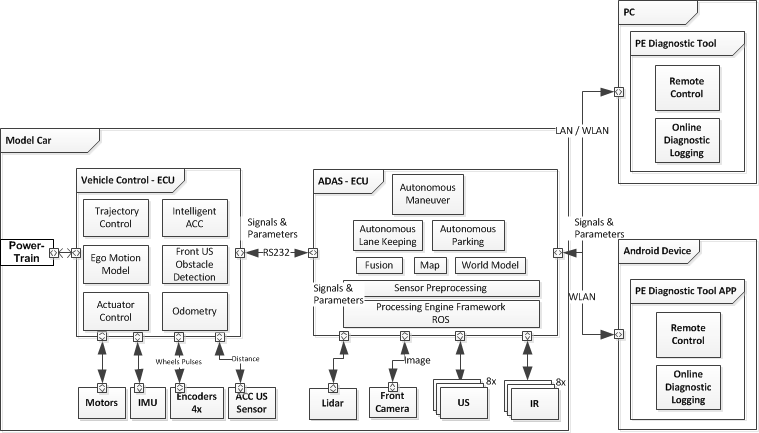 PC
PE Diagnostic Tool
Remote
Control
Online
Diagnostic
Logging
LAN / WLAN
Model Car
Vehicle Control - ECU
Trajectory
Control
Intelligent
ACC
Ego Motion
Model
Front US
Obstacle
Detection
Actuator
Control
Odometry
Power-
Train
Signals &
Parameters
RS232
ADAS - ECU
Autonomous
Maneuver
Autonomous
Lane Keeping
Autonomous
Parking
Fusion
Map
World Model
Signals &
Parameters
Sensor Preprocessing
Processing Engine Framework
ROS
Signals &
Parameters
WLAN
Android Device
PE Diagnostic Tool APP
Remote
Control
Online
Diagnostic
Logging
Wheels Pulses
Distance
Image
Motors
IMU
Encoders
4x
ACC US
Sensor
Lidar
Front
Camera
8x
US
8x
IR